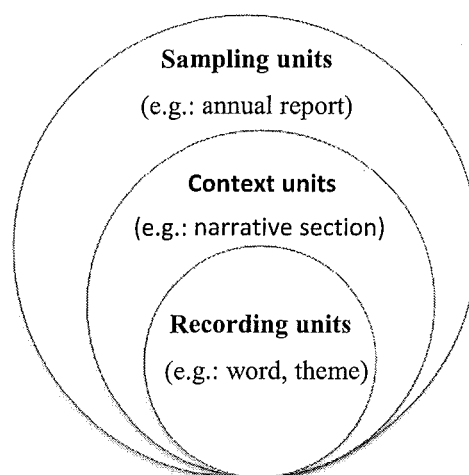 Sampling units
(e.g.: annual report)
Context units
(e.g.: narrative section)
Recording units
(e.g.: word, theme)